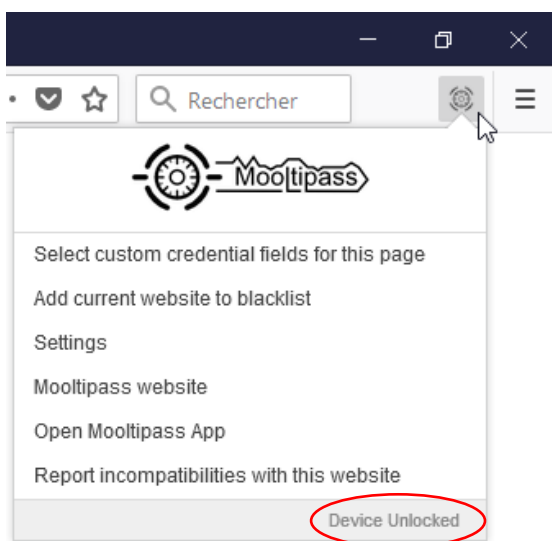 Rechercher
Mooltipass
Select custom credential fields for this page
Add current website to blacklist
Settings
Mooltipass website
Open Mooltipass App
Report incompatibilities with this website
Device Unlocked